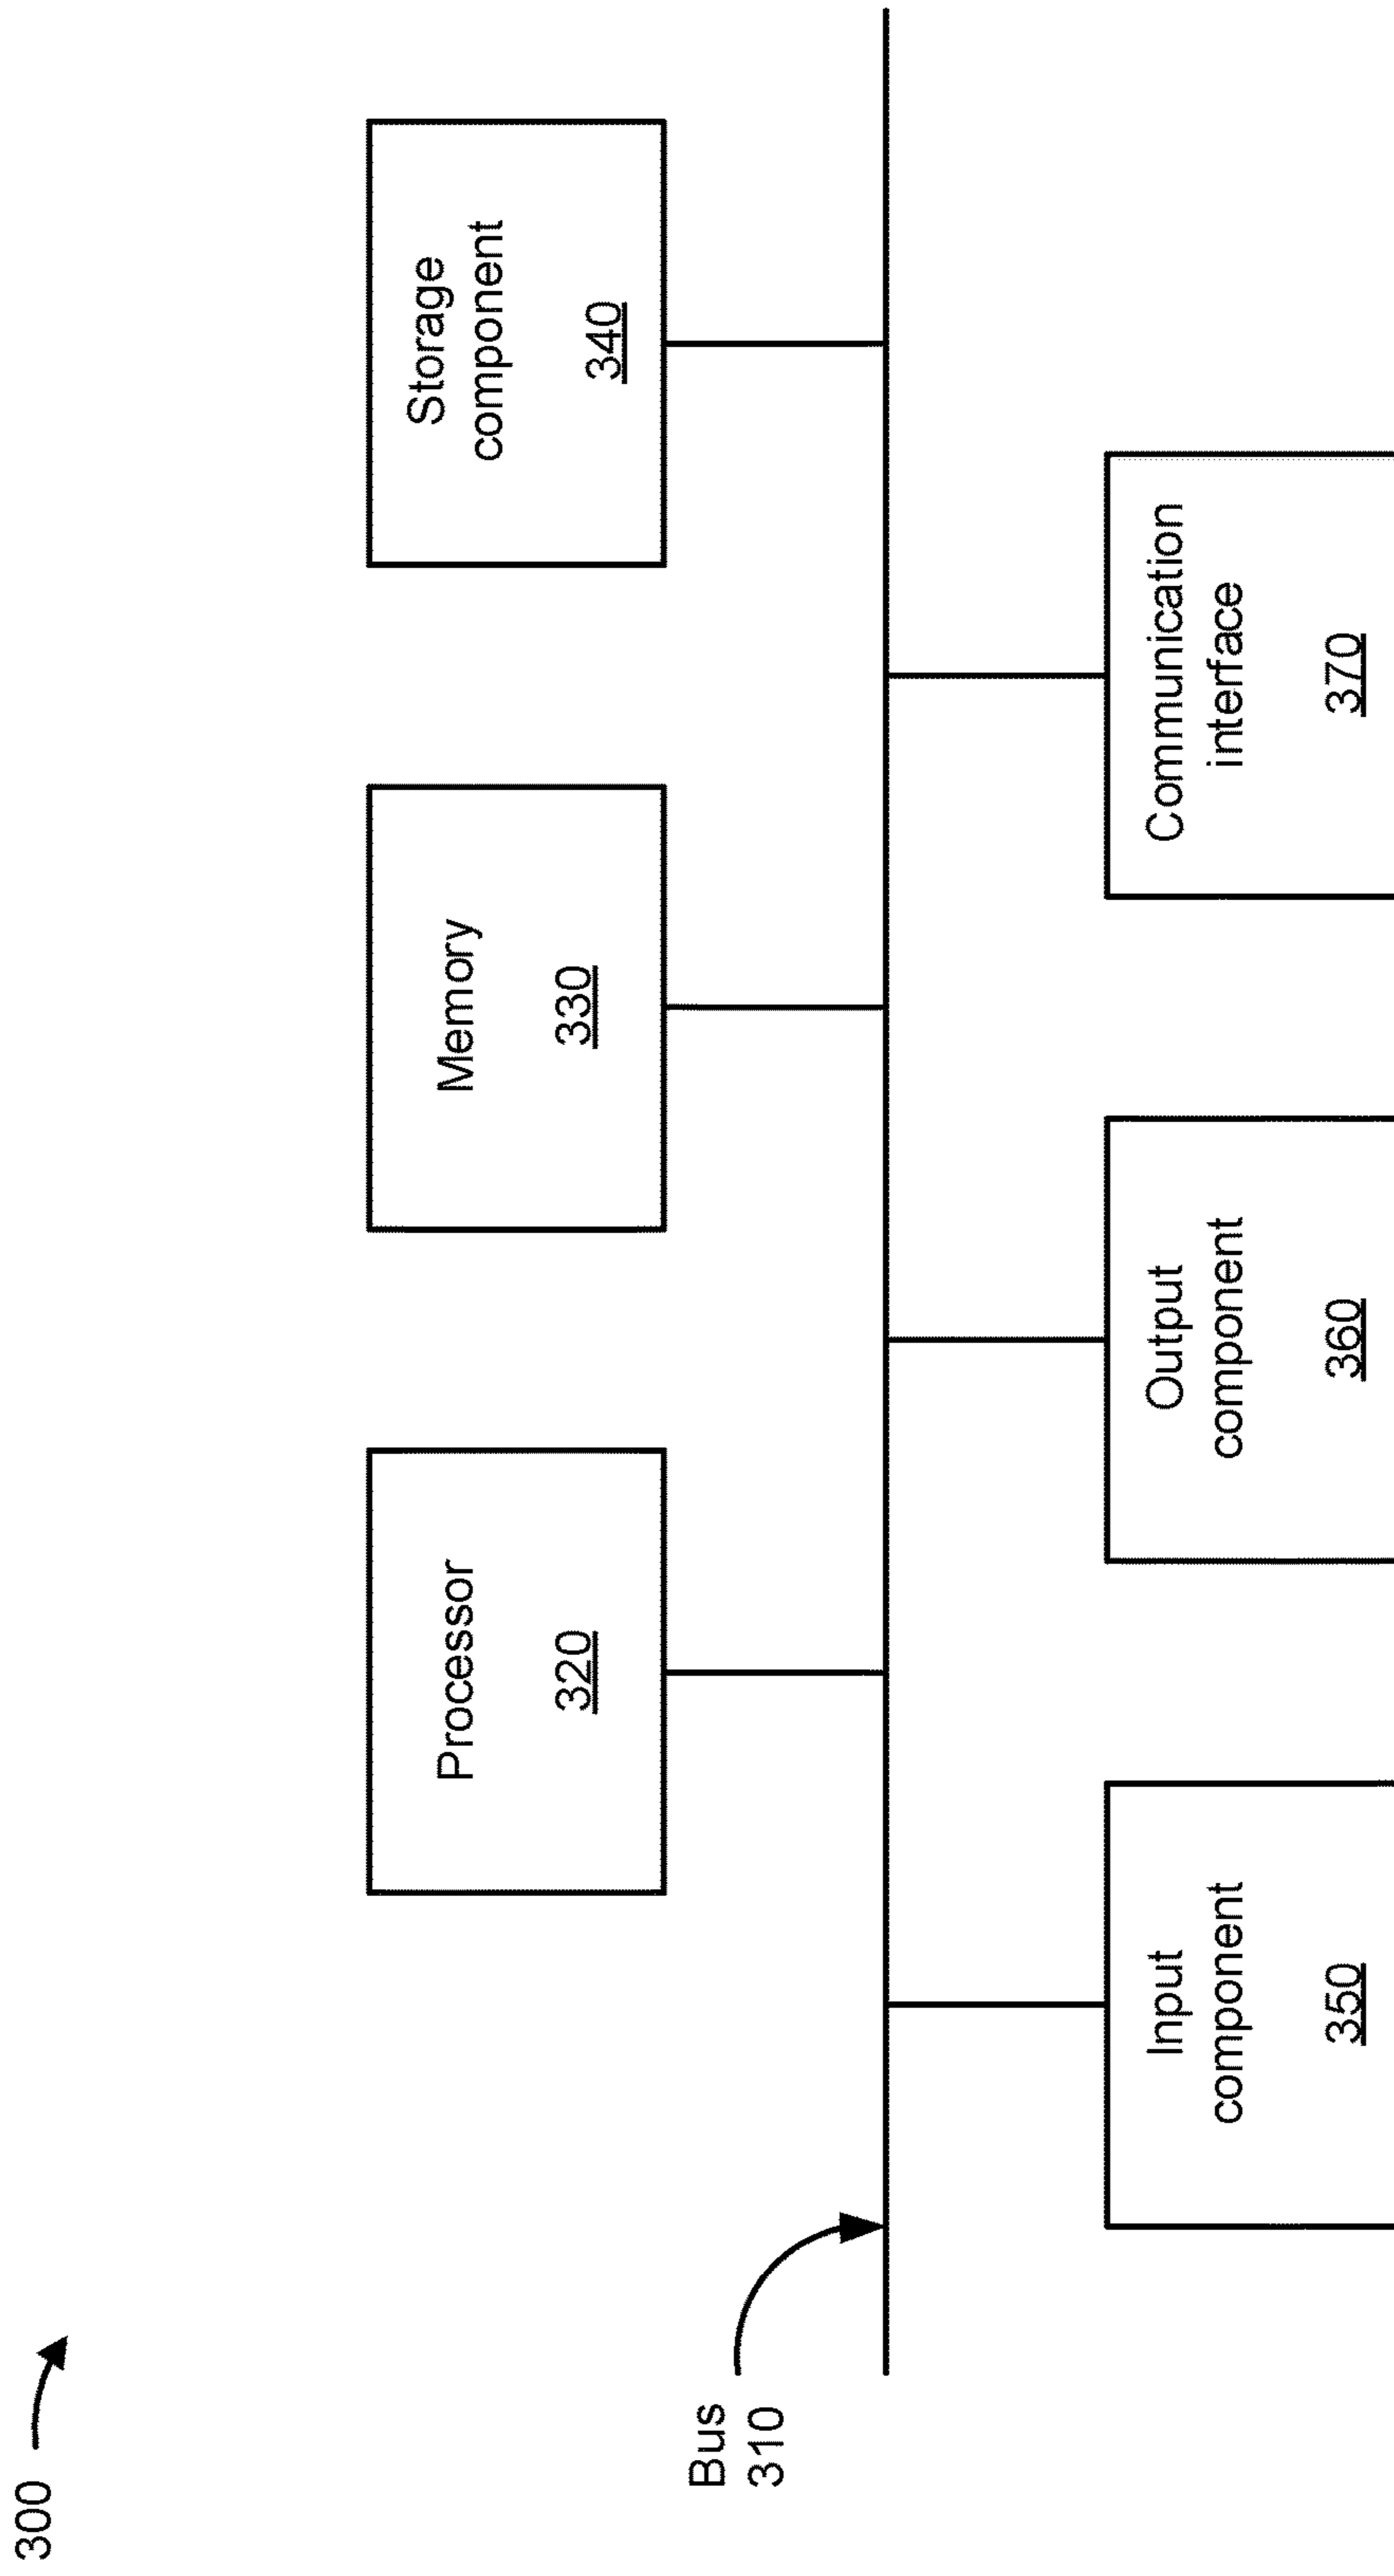 300
Processor
320
Memory
330
Storage
component
340
Bus
310
Input
component
350
Output
component
360
Communication
interface
370